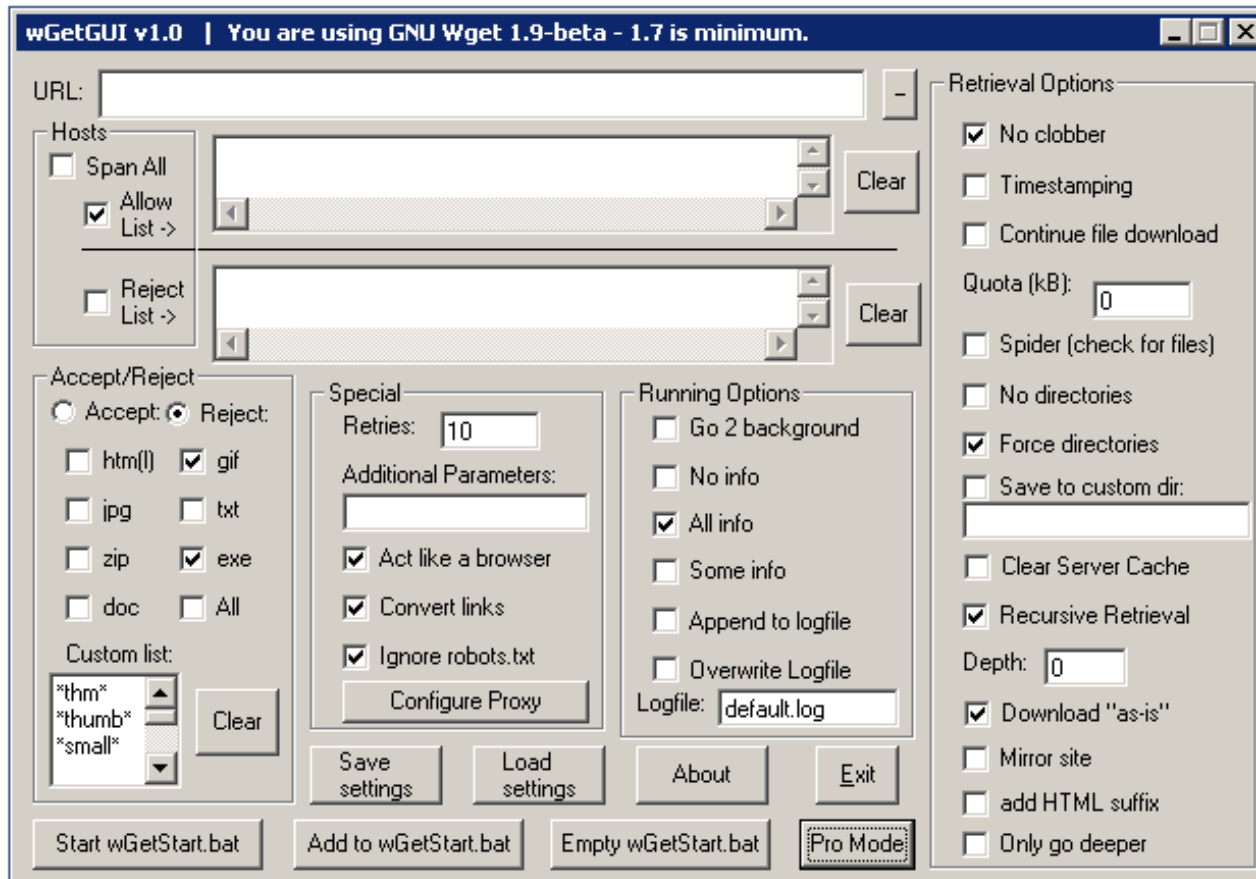 wGetGUI v1.0 | You are using GNU Wget 1.9-beta - 1.7 is minimum.
URL:
-
Hosts
Span All
Allow
List ->
Clear
Reject
List ->
Clear
Accept/Reject
Accept: Reject:
htm(l) gif
jpg txt
zip exe
doc All
Custom list:
*thm*
*thumb*
*small*
Clear
Special
Retries: 10
Additional Parameters:
Act like a browser
Convert links
Ignore robots.txt
Configure Proxy
Running Options
Go 2 background
No info
All info
Some info
Append to logfile
Overwrite Logfile
Logfile: default.log
Retrieval Options
No clobber
Timestamping
Continue file download
Quota (kB): 0
Spider (check for files)
No directories
Force directories
Save to custom dir:
Clear Server Cache
Recursive Retrieval
Depth: 0
Download "as-is"
Mirror site
add HTML suffix
Only go deeper
Save
settings
Load
settings
About
Exit
Start wGetStart.bat
Add to wGetStart.bat
Empty wGetStart.bat
Pro Mode